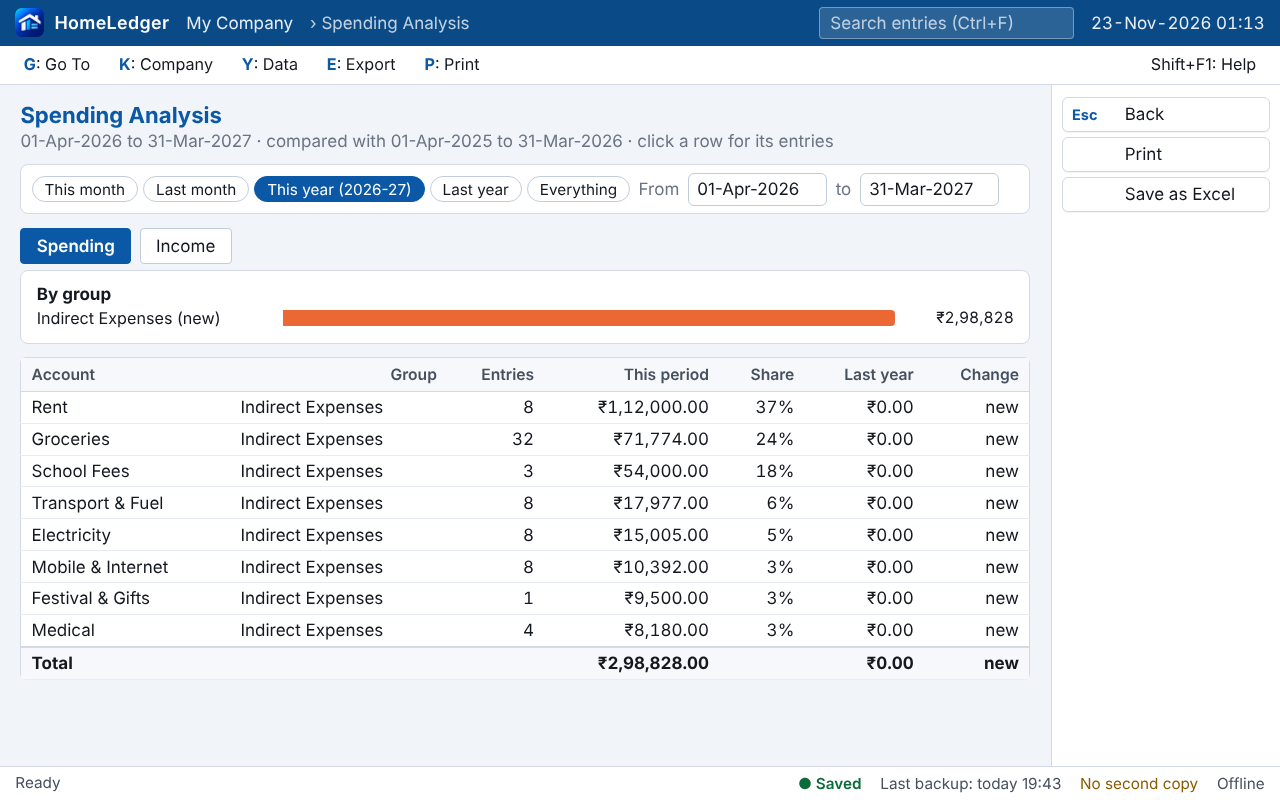 HomeLedger My Company › Spending Analysis Search entries (Ctrl+F) 23-Nov-2026 01:13
G: Go To K: Company Y: Data E: Export P: Print Shift+F1: Help
Spending Analysis
01-Apr-2026 to 31-Mar-2027 · compared with 01-Apr-2025 to 31-Mar-2026 · click a row for its entries
This month Last month This year (2026-27) Last year Everything From 01-Apr-2026 to 31-Mar-2027
Spending Income
By group
Indirect Expenses (new) ₹2,98,828
Account Group Entries This period Share Last year Change
Rent Indirect Expenses 8 ₹1,12,000.00 37% ₹0.00 new
Groceries Indirect Expenses 32 ₹71,774.00 24% ₹0.00 new
School Fees Indirect Expenses 3 ₹54,000.00 18% ₹0.00 new
Transport & Fuel Indirect Expenses 8 ₹17,977.00 6% ₹0.00 new
Electricity Indirect Expenses 8 ₹15,005.00 5% ₹0.00 new
Mobile & Internet Indirect Expenses 8 ₹10,392.00 3% ₹0.00 new
Festival & Gifts Indirect Expenses 1 ₹9,500.00 3% ₹0.00 new
Medical Indirect Expenses 4 ₹8,180.00 3% ₹0.00 new
Total ₹2,98,828.00 ₹0.00 new
Esc Back
Print
Save as Excel
Ready Saved Last backup: today 19:43 No second copy Offline